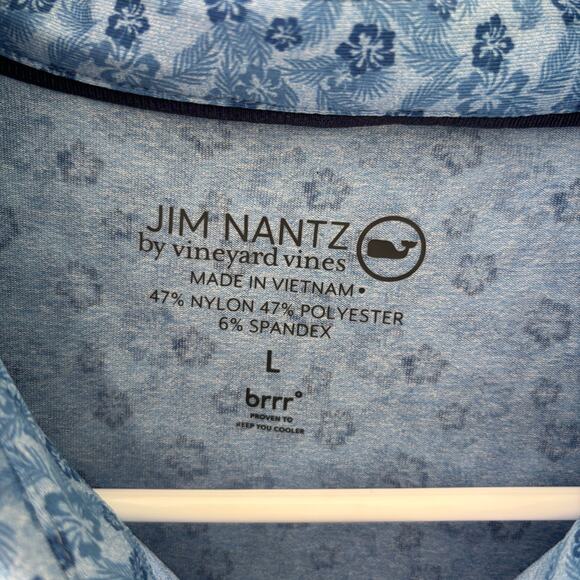 JIM NANTZ
by vineyard vines
MADE IN VIETNAM•
47% NYLON 47% POLYESTER
6% SPANDEX
L
brrr°
PROVEN TO
KEEP YOU COOLER